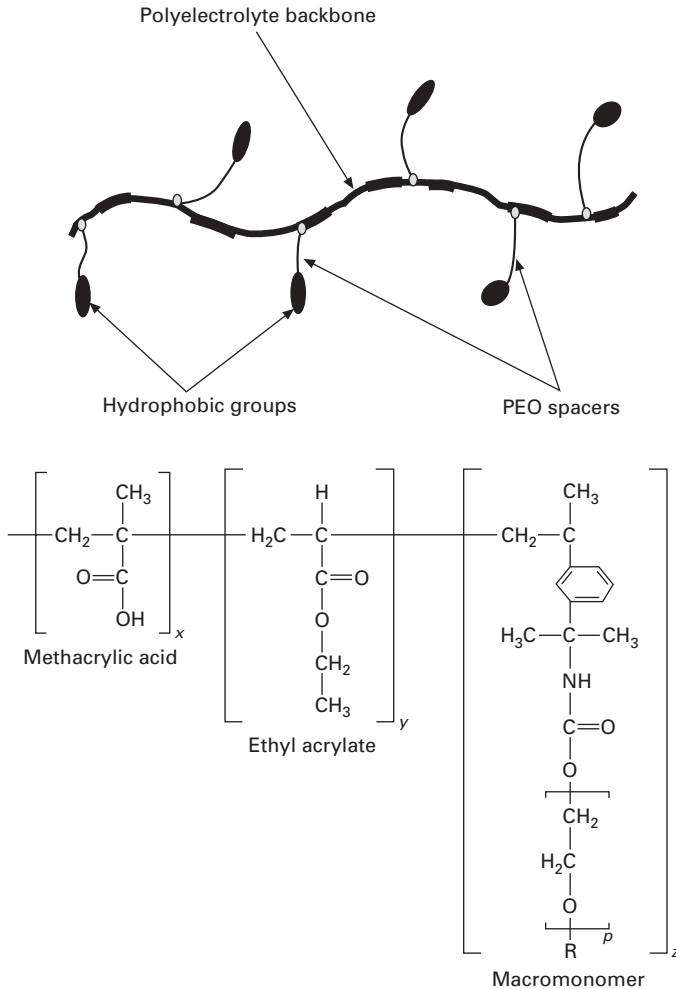 Polyelectrolyte backbone
Hydrophobic groups
PEO spacers
CH3
CH2
C
O
C
OH
x
Methacrylic acid
H
H2C
C
C
O
O
CH2
CH3
y
Ethyl acrylate
CH3
CH2
C
H3C
C
CH3
NH
C
O
O
CH2
H2C
O
p
R
z
Macromonomer